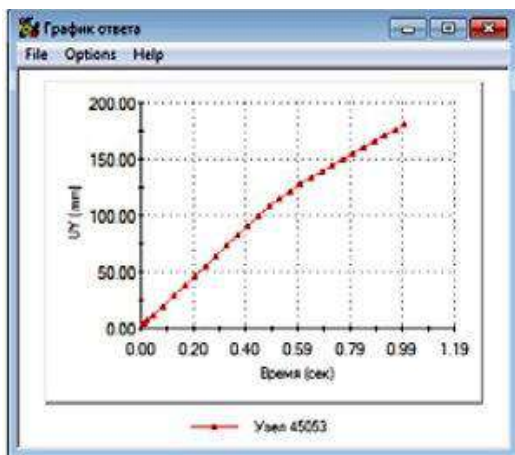 График ответа
File Options Help
200.00
150.00
100.00
50.00
0.00
UY (mm)
0.00 0.20 0.40 0.59 0.79 0.99 1.19
Время (сек)
Узел 45053